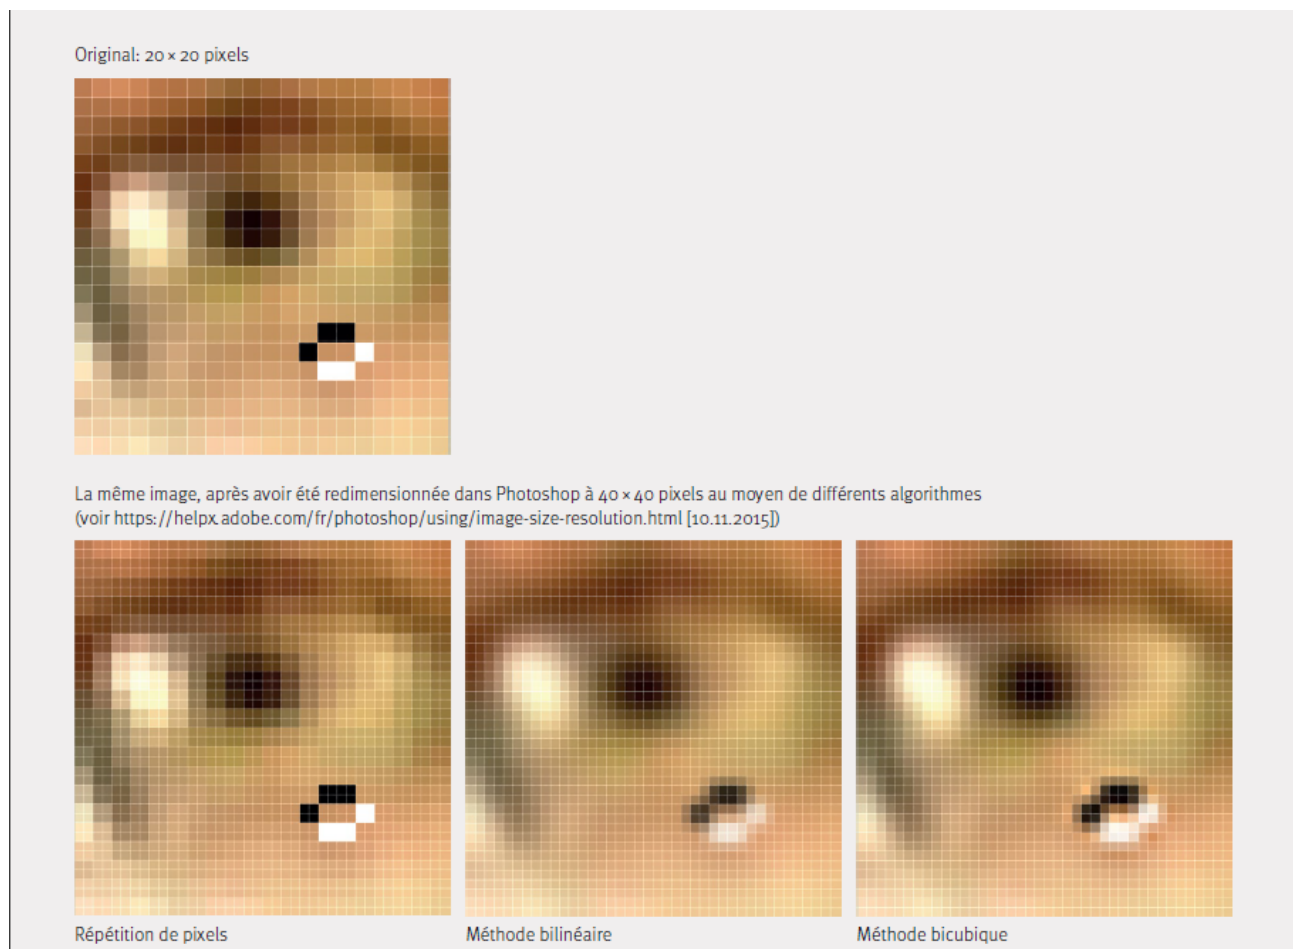 Original: 20 × 20 pixels
La même image, après avoir été redimensionnée dans Photoshop à 40 × 40 pixels au moyen de différents algorithmes
(voir https://helpx.adobe.com/fr/photoshop/using/image-size-resolution.html [10.11.2015])
Répétition de pixels
Méthode bilinéaire
Méthode bicubique